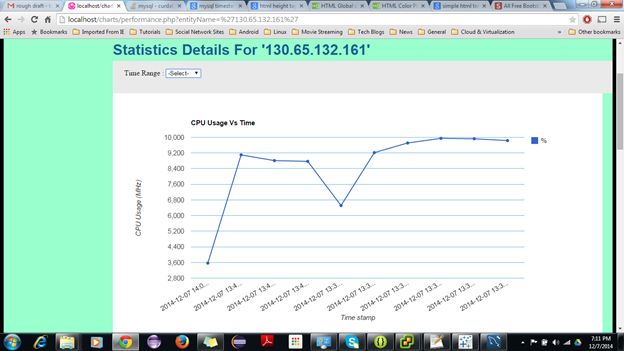 rough draft
localhost/char
mysql - curdat
mysql timest
html height tw
HTML Global
HTML Color P
simple html tw
All Free Boots
localhost/charts/performance.php?entityName=%27130.65.132.161%27
Apps Bookmarks Imported From IE Tutorials Social Network Sites Android Linux Movie Streaming Tech Blogs News General Cloud & Virtualization » Other bookmarks
Statistics Details For '130.65.132.161'
Time Range : -Select-
CPU Usage Vs Time
10,000
9,200
8,400
7,600
6,800
6,000
5,200
4,400
3,600
2,800
CPU Usage (MHz)
%
2014-12-07 14:0...
2014-12-07 13:4...
2014-12-07 13:4...
2014-12-07 13:4...
2014-12-07 13:3...
2014-12-07 13:3...
2014-12-07 13:3...
2014-12-07 13:3...
2014-12-07 13:3...
2014-12-07 13:3...
Time stamp
7:11 PM
12/7/2014